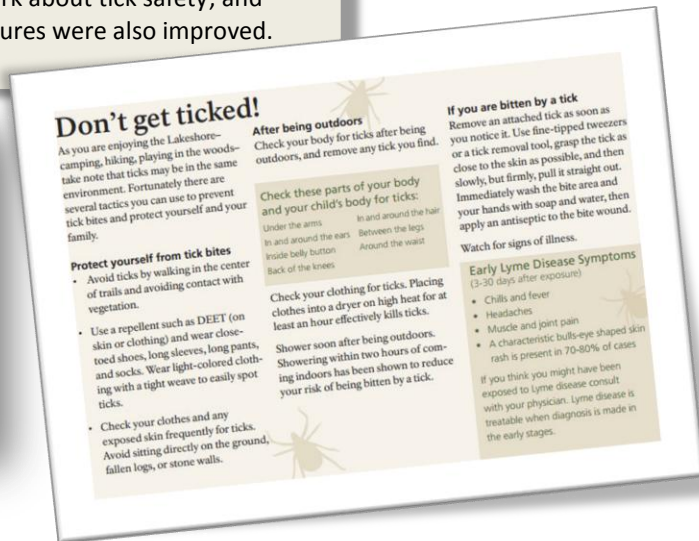 rk about tick safety; and
ures were also improved.
Don't get ticked!
As you are enjoying the Lakeshore–
camping, hiking, playing in the woods–
take note that ticks may be in the same
environment. Fortunately there are
several tactics you can use to prevent
tick bites and protect yourself and your
family.
Protect yourself from tick bites
• Avoid ticks by walking in the center
of trails and avoiding contact with
vegetation.
• Use a repellent such as DEET (on
skin or clothing) and wear close-
toed shoes, long sleeves, long pants,
and socks. Wear light-colored cloth-
ing with a tight weave to easily spot
ticks.
• Check your clothes and any
exposed skin frequently for ticks.
Avoid sitting directly on the ground,
fallen logs, or stone walls.
After being outdoors
Check your body for ticks after being
outdoors, and remove any tick you find.
Check these parts of your body
and your child's body for ticks:
Under the arms
In and around the ears
Inside belly button
Back of the knees
In and around the hair
Between the legs
Around the waist
Check your clothing for ticks. Placing
clothes into a dryer on high heat for at
least an hour effectively kills ticks.
Shower soon after being outdoors.
Showering within two hours of com-
ing indoors has been shown to reduce
your risk of being bitten by a tick.
If you are bitten by a tick
Remove an attached tick as soon as
you notice it. Use fine-tipped tweezers
or a tick removal tool, grasp the tick as
close to the skin as possible, and then
slowly, but firmly, pull it straight out.
Immediately wash the bite area and
your hands with soap and water, then
apply an antiseptic to the bite wound.
Watch for signs of illness.
Early Lyme Disease Symptoms
(3-30 days after exposure)
• Chills and fever
• Headaches
• Muscle and joint pain
• A characteristic bulls-eye shaped skin
rash is present in 70-80% of cases
If you think you might have been
exposed to Lyme disease consult
with your physician. Lyme disease is
treatable when diagnosis is made in
the early stages.